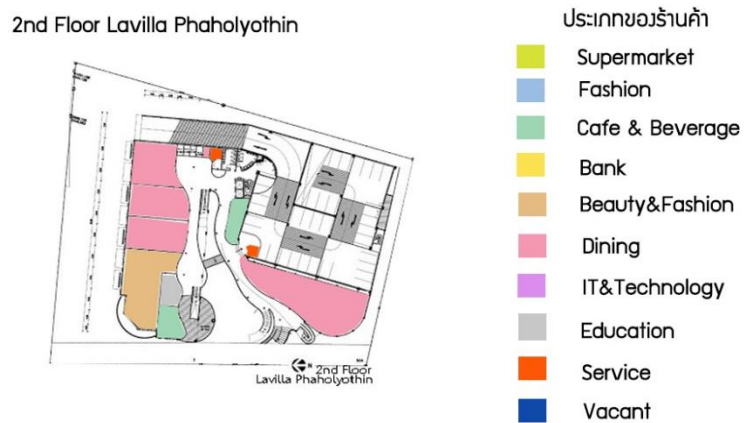 2nd Floor Lavilla Phaholyothin
ประเภทของร้านค้า
Supermarket
Fashion
Cafe & Beverage
Bank
Beauty&Fashion
Dining
IT&Technology
Education
Service
Vacant
N 2nd Floor
Lavilla Phaholyothin